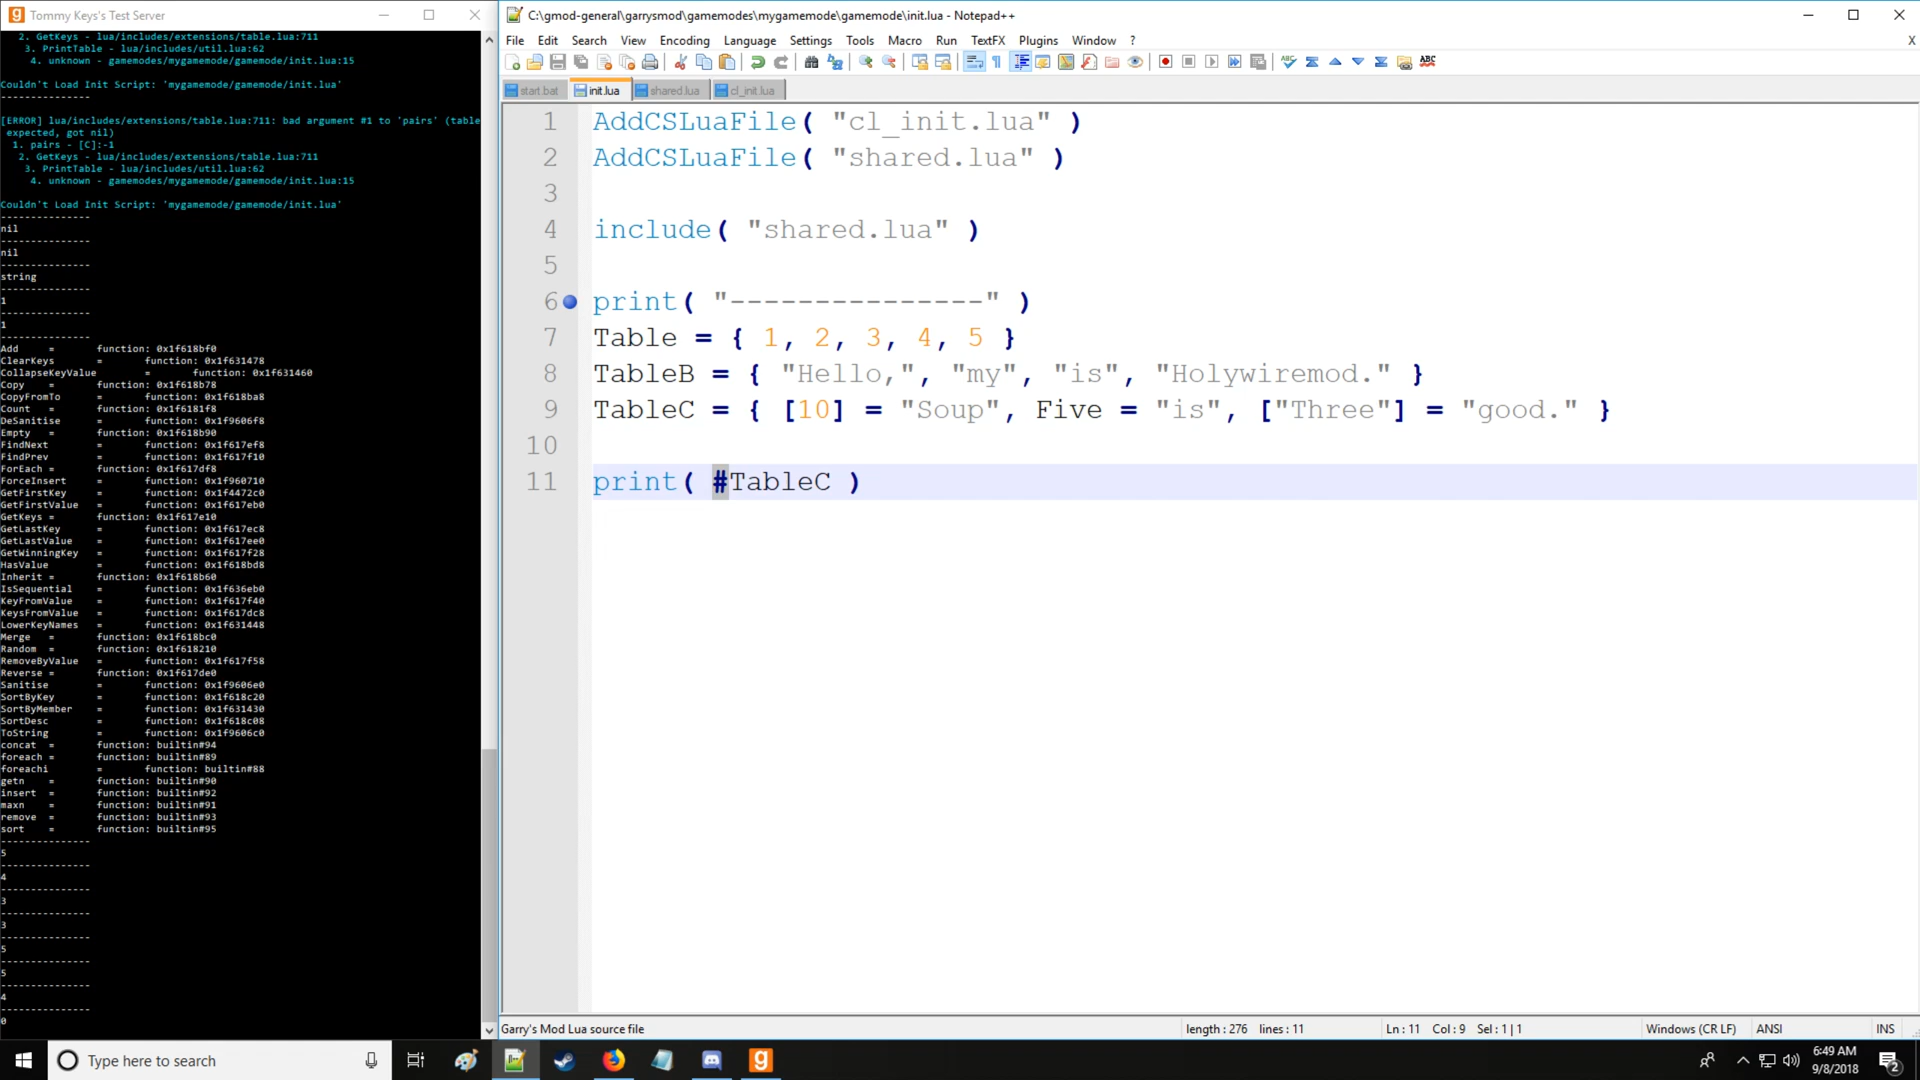 Tommy Keys's Test Server
2. GetKeys - lua/includes/extensions/table.lua:711
3. PrintTable - lua/includes/util.lua:62
4. unknown - gamemodes/mygamemode/gamemode/init.lua:15
Couldn't Load Init Script: 'mygamemode/gamemode/init.lua'
---------------
[ERROR] lua/includes/extensions/table.lua:711: bad argument #1 to 'pairs' (table
expected, got nil)
1. pairs - [C]:-1
2. GetKeys - lua/includes/extensions/table.lua:711
3. PrintTable - lua/includes/util.lua:62
4. unknown - gamemodes/mygamemode/gamemode/init.lua:15
Couldn't Load Init Script: 'mygamemode/gamemode/init.lua'
---------------
nil
---------------
nil
---------------
string
---------------
1
---------------
1
---------------
Add = function: 0x1f618bf0
ClearKeys = function: 0x1f631478
CollapseKeyValue = function: 0x1f631460
Copy = function: 0x1f618b78
CopyFromTo = function: 0x1f618ba8
Count = function: 0x1f6181f8
DeSanitise = function: 0x1f9606f8
Empty = function: 0x1f618b90
FindNext = function: 0x1f617ef8
FindPrev = function: 0x1f617f10
ForEach = function: 0x1f617df8
ForceInsert = function: 0x1f960710
GetFirstKey = function: 0x1f4472c0
GetFirstValue = function: 0x1f617eb0
GetKeys = function: 0x1f617e10
GetLastKey = function: 0x1f617ec8
GetLastValue = function: 0x1f617ee0
GetWinningKey = function: 0x1f617f28
HasValue = function: 0x1f618bd8
Inherit = function: 0x1f618b60
IsSequential = function: 0x1f636eb0
KeyFromValue = function: 0x1f617f40
KeysFromValue = function: 0x1f617dc8
LowerKeyNames = function: 0x1f631448
Merge = function: 0x1f618bc0
Random = function: 0x1f618210
RemoveByValue = function: 0x1f617f58
Reverse = function: 0x1f617de0
Sanitise = function: 0x1f9606e0
SortByKey = function: 0x1f618c20
SortByMember = function: 0x1f631430
SortDesc = function: 0x1f618c08
ToString = function: 0x1f9606c0
concat = function: builtin#94
foreach = function: builtin#89
foreachi = function: builtin#88
getn = function: builtin#90
insert = function: builtin#92
maxn = function: builtin#91
remove = function: builtin#93
sort = function: builtin#95
---------------
5
---------------
4
---------------
3
---------------
3
---------------
5
---------------
5
---------------
4
---------------
0
C:\gmod-general\garrysmod\gamemodes\mygamemode\gamemode\init.lua - Notepad++
File Edit Search View Encoding Language Settings Tools Macro Run TextFX Plugins Window ? X
start.bat init.lua shared.lua cl_init.lua
1 AddCSLuaFile( "cl_init.lua" )
2 AddCSLuaFile( "shared.lua" )
3
4 include( "shared.lua" )
5
6 print( "---------------" )
7 Table = { 1, 2, 3, 4, 5 }
8 TableB = { "Hello,", "my", "is", "Holywiremod." }
9 TableC = { [10] = "Soup", Five = "is", ["Three"] = "good." }
10
11 print( #TableC )
Garry's Mod Lua source file length : 276 lines : 11 Ln : 11 Col : 9 Sel : 1 | 1 Windows (CR LF) ANSI INS
Type here to search
6:49 AM
9/8/2018
2